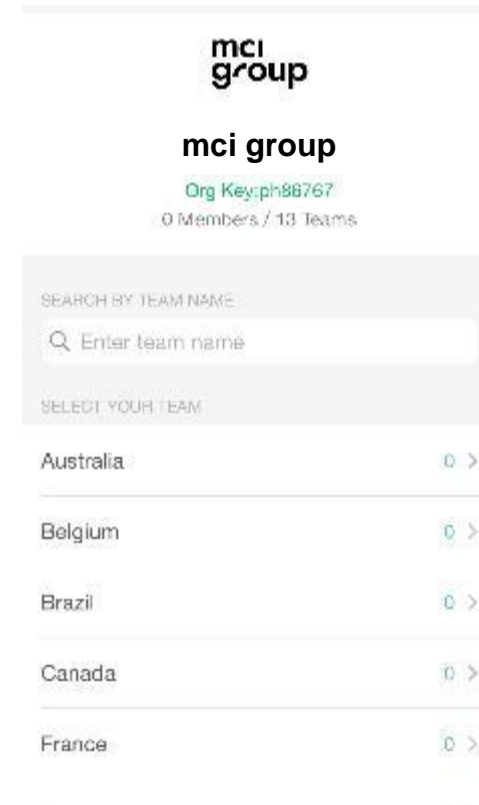 mci
group
mci group
Org Key:ph86767
0 Members / 13 Teams
SEARCH BY TEAM NAME
Enter team name
SELECT YOUR TEAM
Australia 0
Belgium 0
Brazil 0
Canada 0
France 0